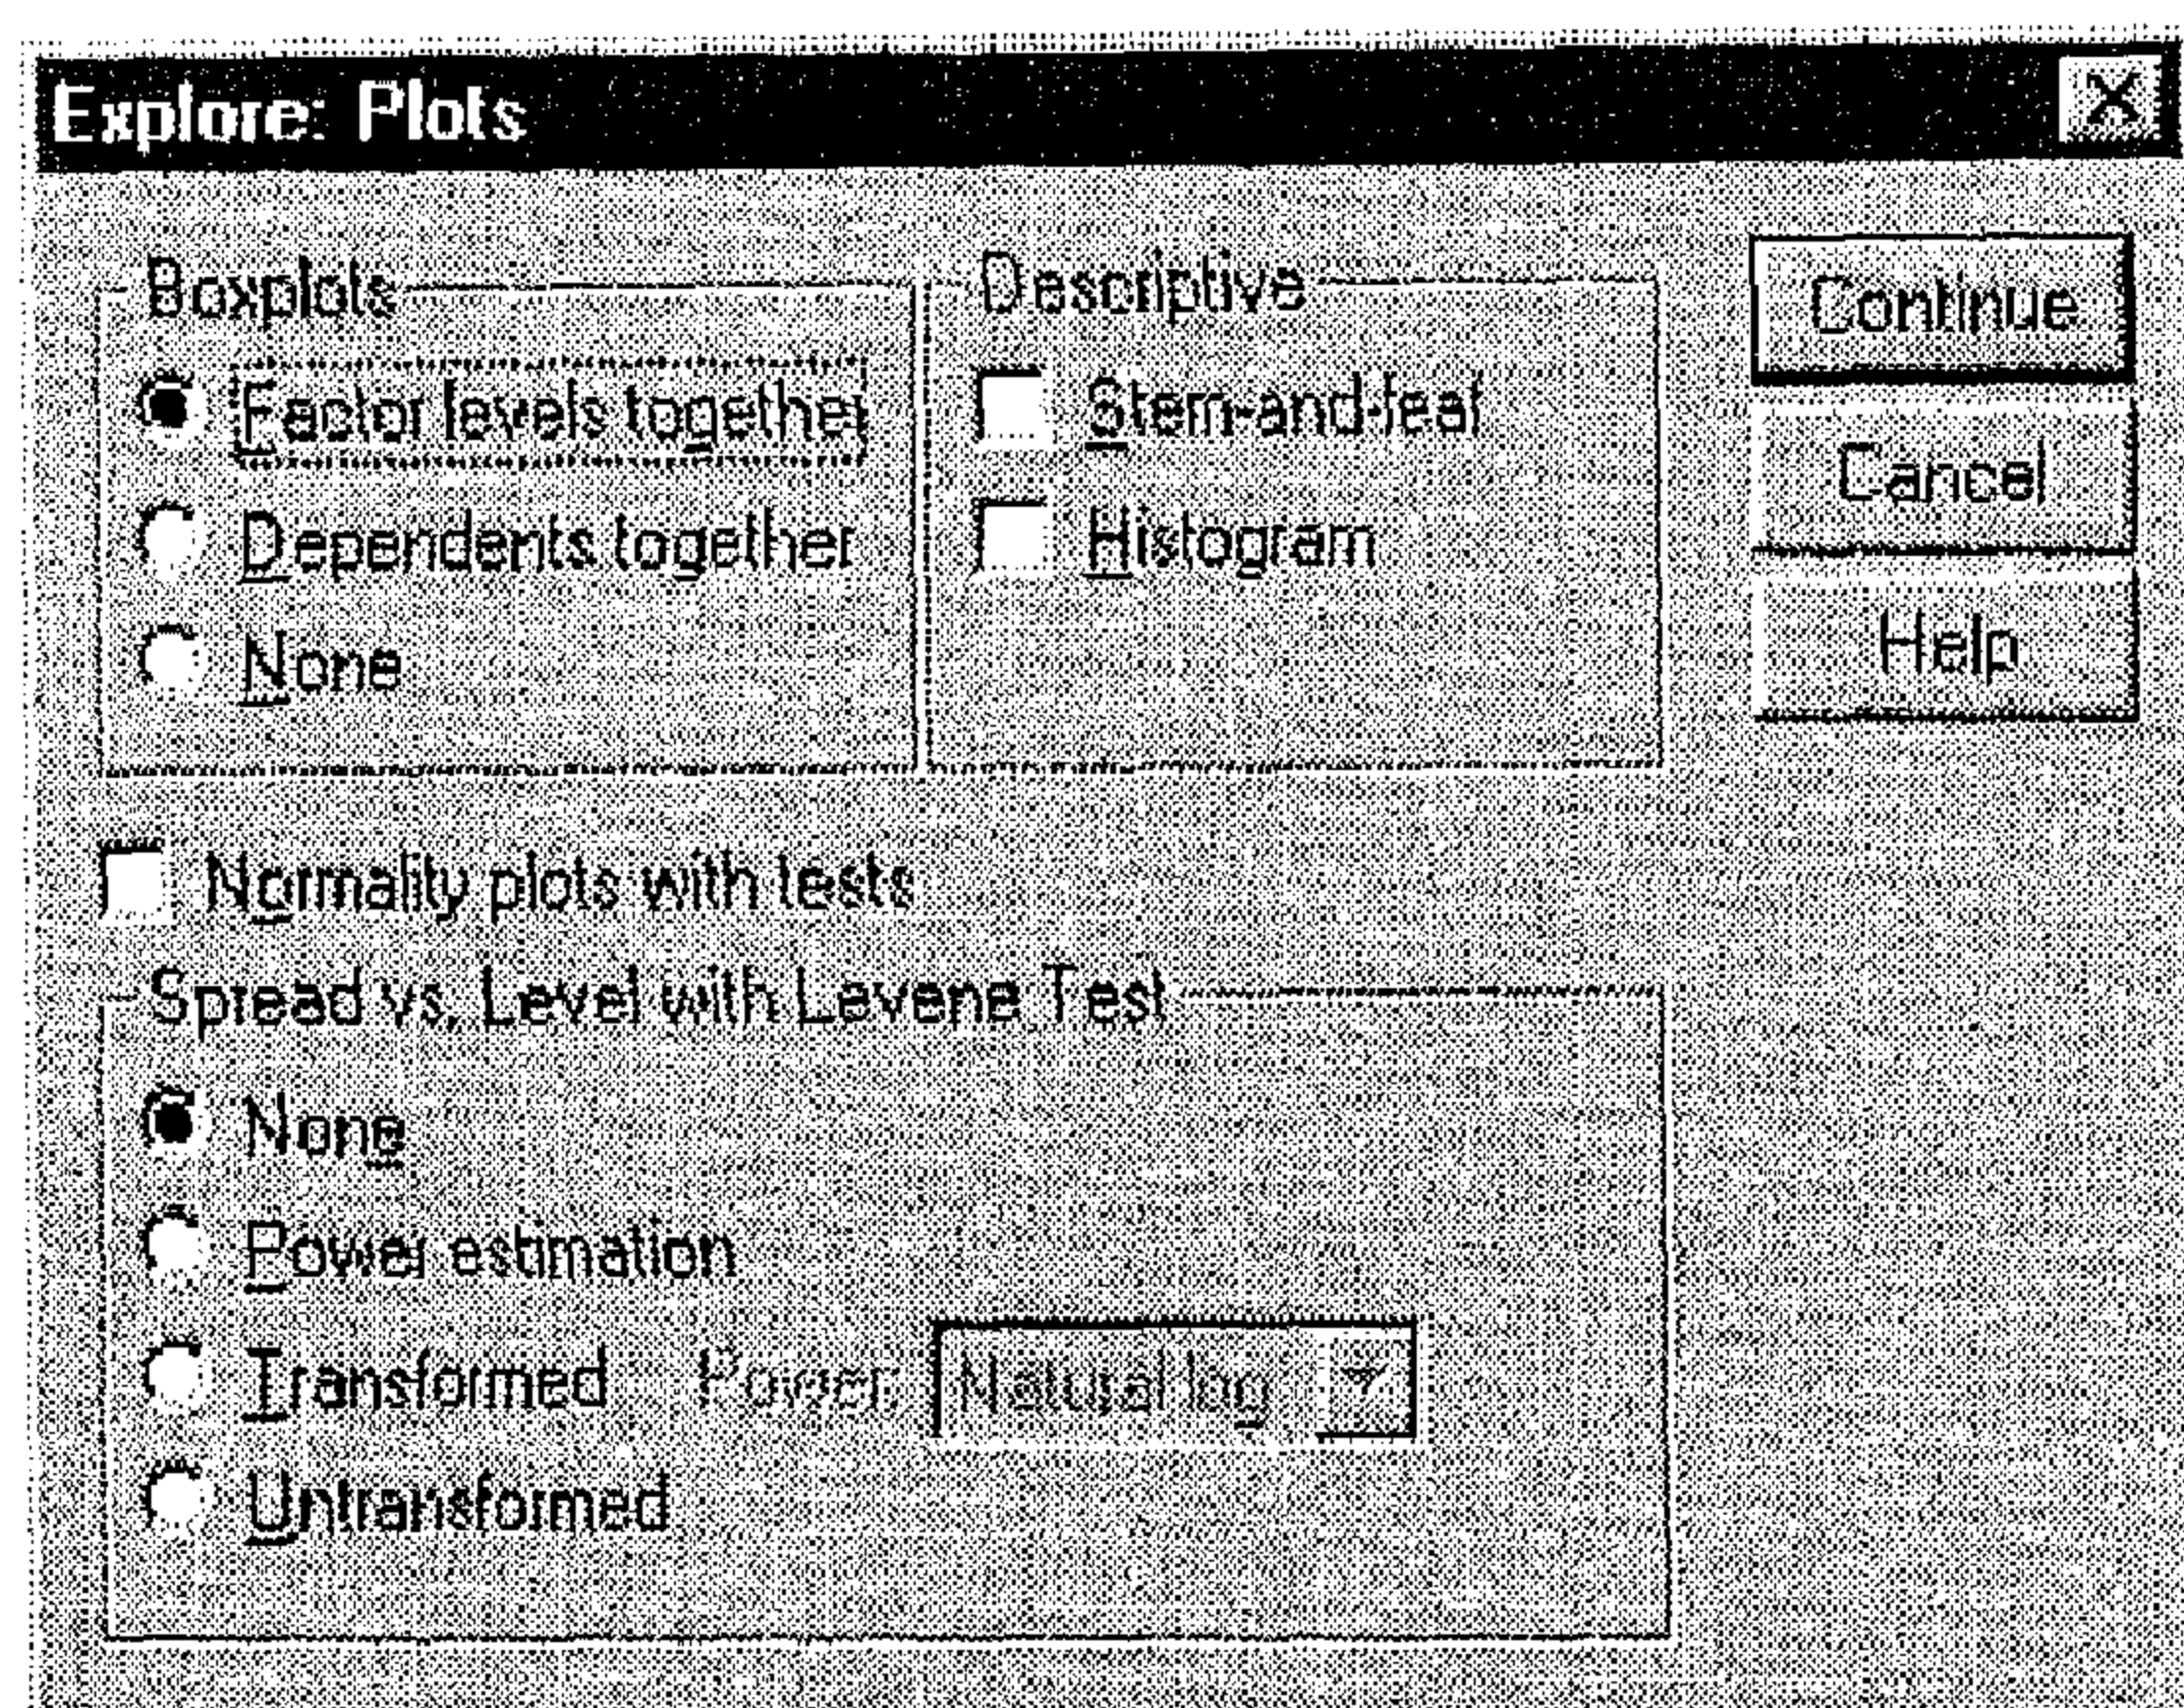 Explore: Plots
Boxplots
Factor levels together
Dependents together
None
Descriptive
Stem-and-leaf
Histogram
Continue
Cancel
Help
Normality plots with tests
Spread vs. Level with Levene Test
None
Power estimation
Transformed Power: Natural log
Untransformed